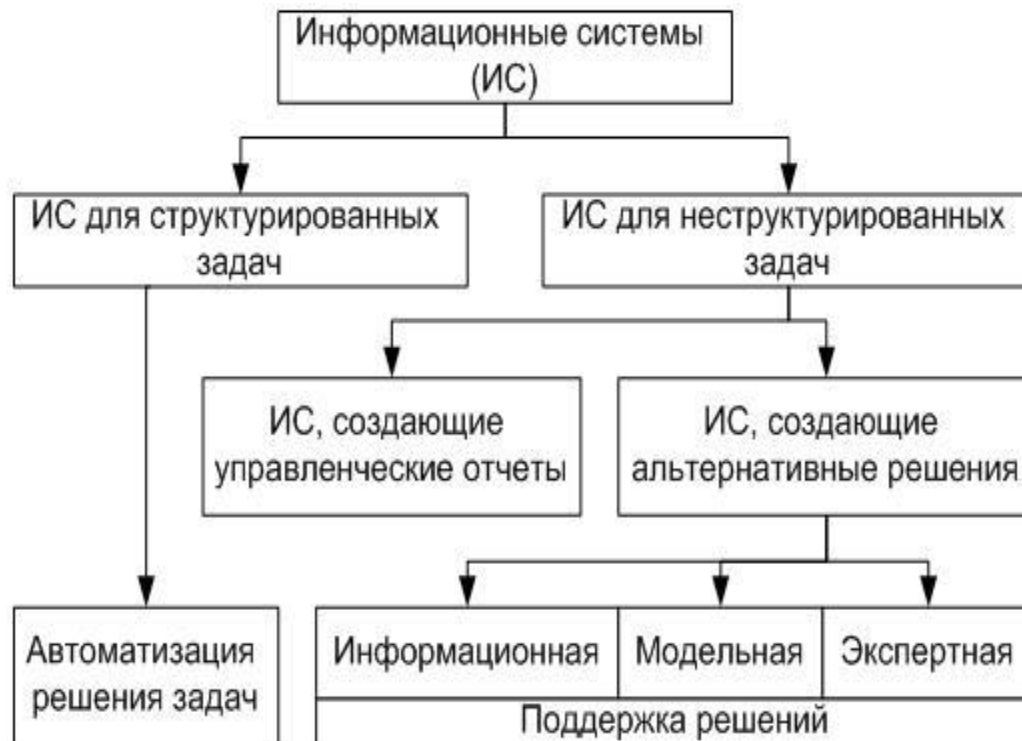 Информационные системы
(ИС)
ИС для структурированных
задач
ИС для неструктурированных
задач
ИС, создающие
управленческие отчеты
ИС, создающие
альтернативные решения
Автоматизация
решения задач
Информационная
Модельная
Экспертная
Поддержка решений